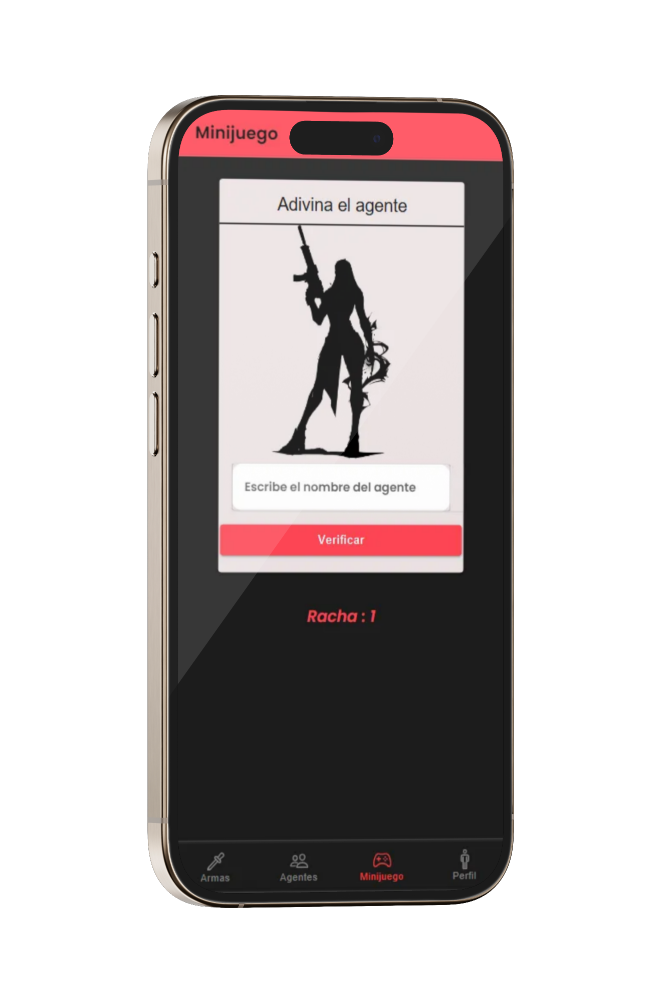 Minijuego
Adivina el agente
Escribe el nombre del agente
Verificar
Racha : 1
Armas
Agentes
Minijuego
Perfil